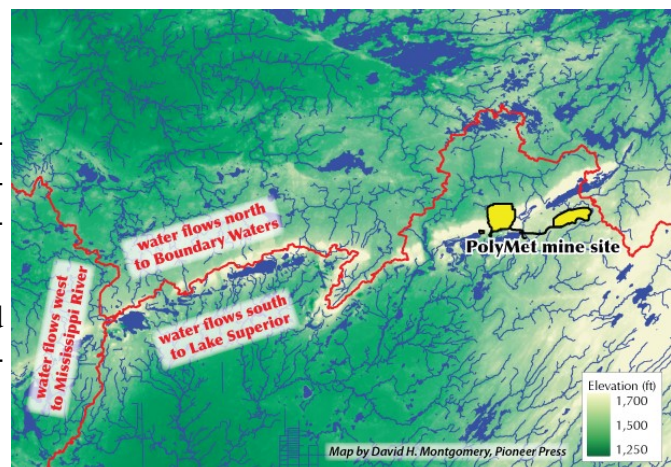 water flows north
to Boundary Waters
PolyMet mine site
water flows west
to Mississippi River
water flows south
to Lake Superior
Elevation (ft)
1,700
1,500
1,250
Map by David H. Montgomery, Pioneer Press